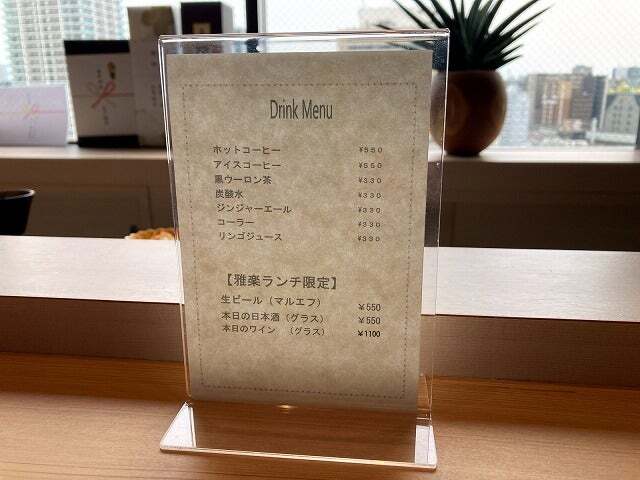 Drink Menu
ホットコーヒー ¥550
アイスコーヒー ¥550
黒ウーロン茶 ¥330
炭酸水 ¥330
ジンジャーエール ¥330
コーラー ¥330
リンゴジュース ¥330
【雅楽ランチ限定】
生ビール（マルエフ） ¥550
本日の日本酒（グラス） ¥550
本日のワイン （グラス） ¥1100